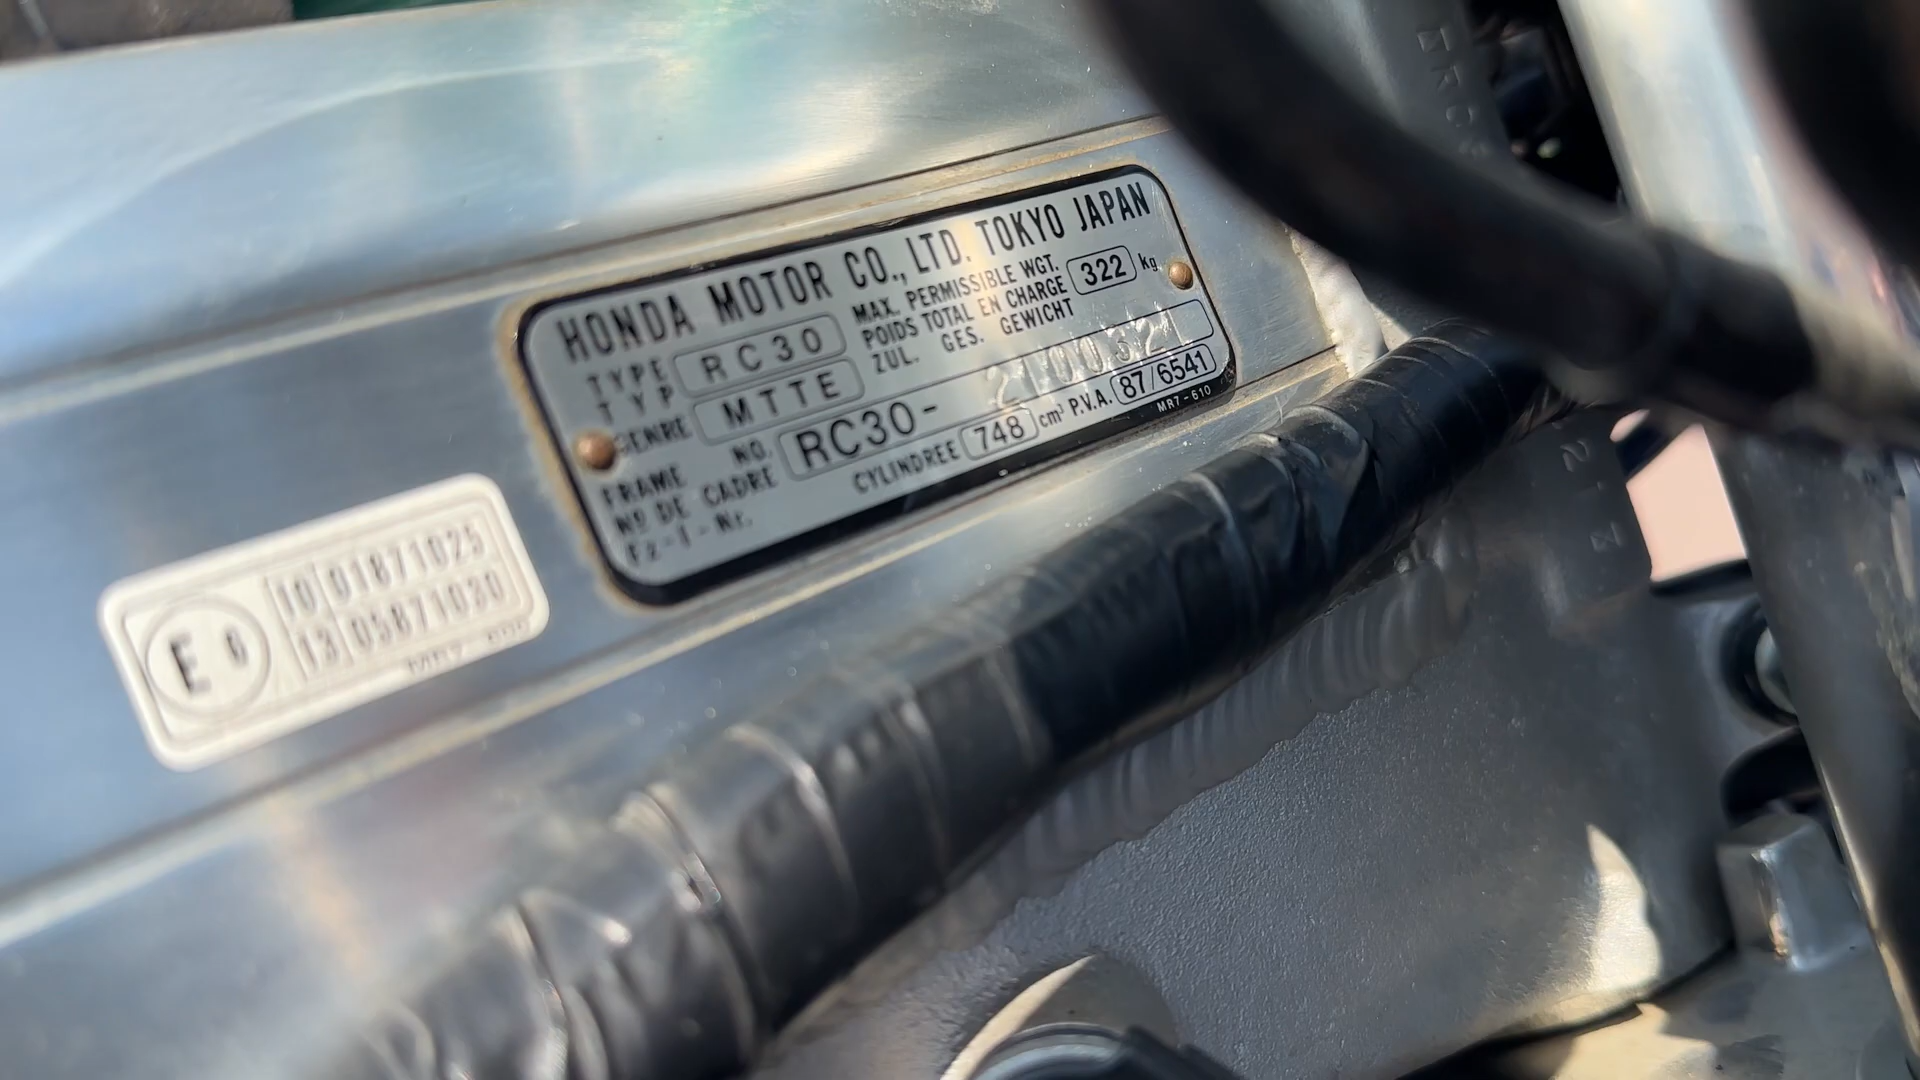 HONDA MOTOR CO., LTD. TOKYO JAPAN
TYPE
TYP
RC30
MAX. PERMISSIBLE WGT.
POIDS TOTAL EN CHARGE
ZUL. GES. GEWICHT
322 kg.
GENRE MTTE
FRAME NO.
Nº DE CADRE
Fz-I-Nr.
RC30- 2100321
CYLINDREE 748 cm³ P.V.A. 87/6541
MR7-610
E 6
10 01871025
13 05871030